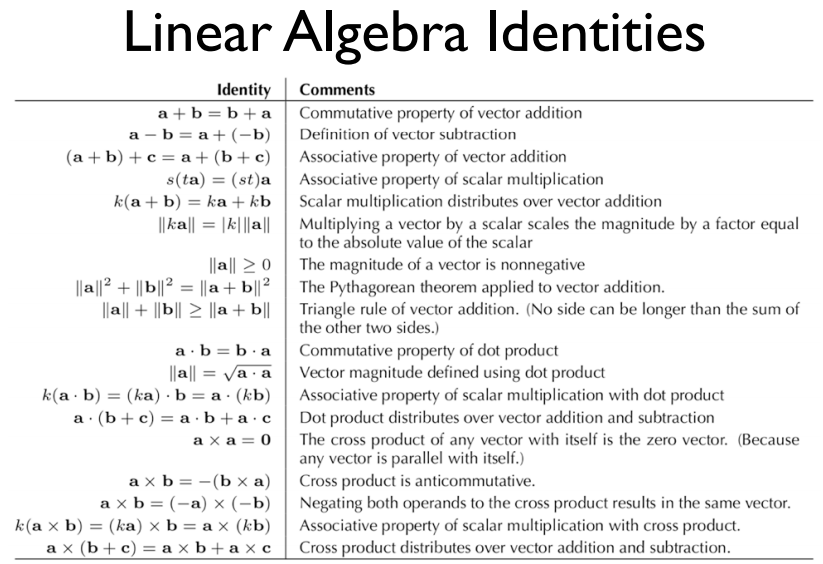 Linear Algebra Identities
Identity Comments
a + b = b + a Commutative property of vector addition
a − b = a + (−b) Definition of vector subtraction
(a + b) + c = a + (b + c) Associative property of vector addition
s(ta) = (st)a Associative property of scalar multiplication
k(a + b) = ka + kb Scalar multiplication distributes over vector addition
‖ka‖ = |k|‖a‖ Multiplying a vector by a scalar scales the magnitude by a factor equal
to the absolute value of the scalar
‖a‖ ≥ 0 The magnitude of a vector is nonnegative
‖a‖² + ‖b‖² = ‖a + b‖² The Pythagorean theorem applied to vector addition.
‖a‖ + ‖b‖ ≥ ‖a + b‖ Triangle rule of vector addition. (No side can be longer than the sum of
the other two sides.)
a · b = b · a Commutative property of dot product
‖a‖ = √a · a Vector magnitude defined using dot product
k(a · b) = (ka) · b = a · (kb) Associative property of scalar multiplication with dot product
a · (b + c) = a · b + a · c Dot product distributes over vector addition and subtraction
a × a = 0 The cross product of any vector with itself is the zero vector. (Because
any vector is parallel with itself.)
a × b = −(b × a) Cross product is anticommutative.
a × b = (−a) × (−b) Negating both operands to the cross product results in the same vector.
k(a × b) = (ka) × b = a × (kb) Associative property of scalar multiplication with cross product.
a × (b + c) = a × b + a × c Cross product distributes over vector addition and subtraction.